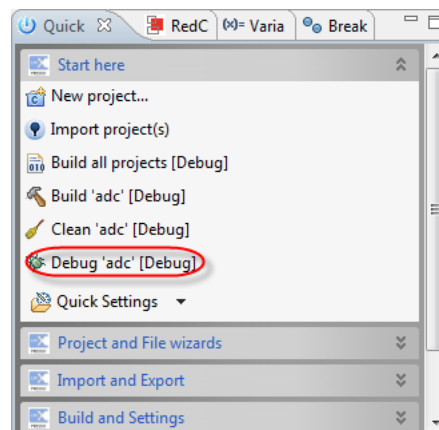 Quick RedC (x)= Varia Break
Start here
New project...
Import project(s)
010 Build all projects [Debug]
Build 'adc' [Debug]
Clean 'adc' [Debug]
Debug 'adc' [Debug]
Quick Settings
Project and File wizards
Import and Export
Build and Settings